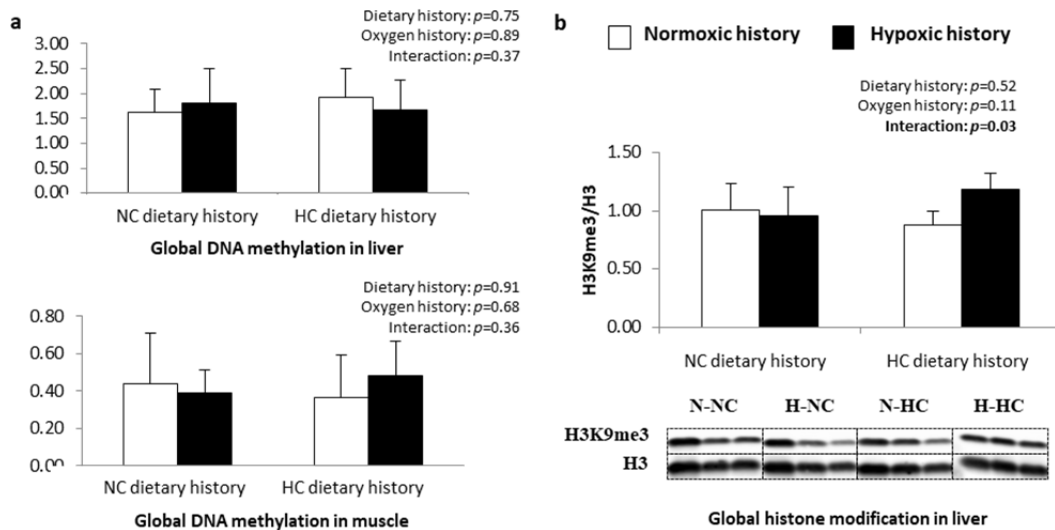 a
Dietary history: p=0.75
Oxygen history: p=0.89
Interaction: p=0.37
3.00
2.50
2.00
1.50
1.00
0.50
0.00
NC dietary history HC dietary history
Global DNA methylation in liver
Dietary history: p=0.91
Oxygen history: p=0.68
Interaction: p=0.36
0.80
0.60
0.40
0.20
0.00
NC dietary history HC dietary history
Global DNA methylation in muscle
b
Normoxic history Hypoxic history
Dietary history: p=0.52
Oxygen history: p=0.11
Interaction: p=0.03
H3K9me3/H3
1.50
1.00
0.50
0.00
NC dietary history HC dietary history
N-NC H-NC N-HC H-HC
H3K9me3
H3
Global histone modification in liver